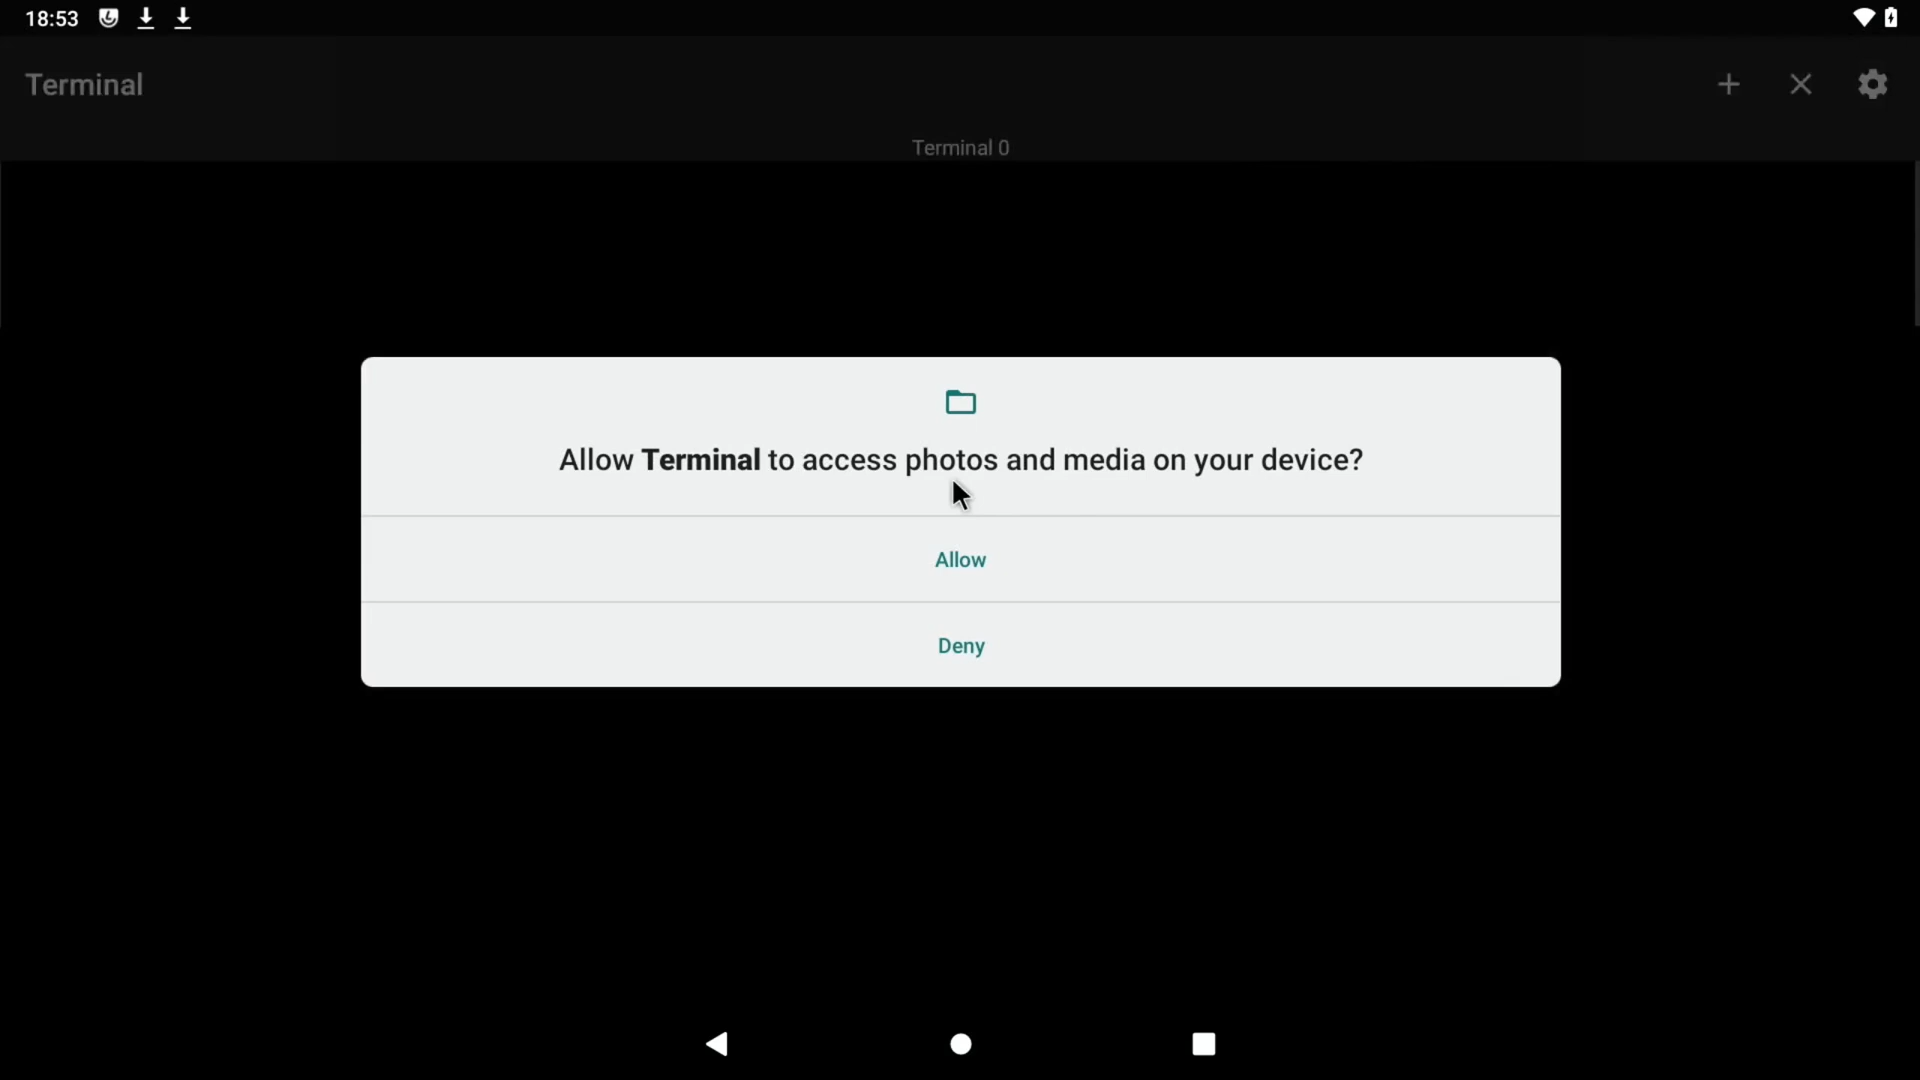 18:53
Terminal
Terminal 0
Allow Terminal to access photos and media on your device?
Allow
Deny